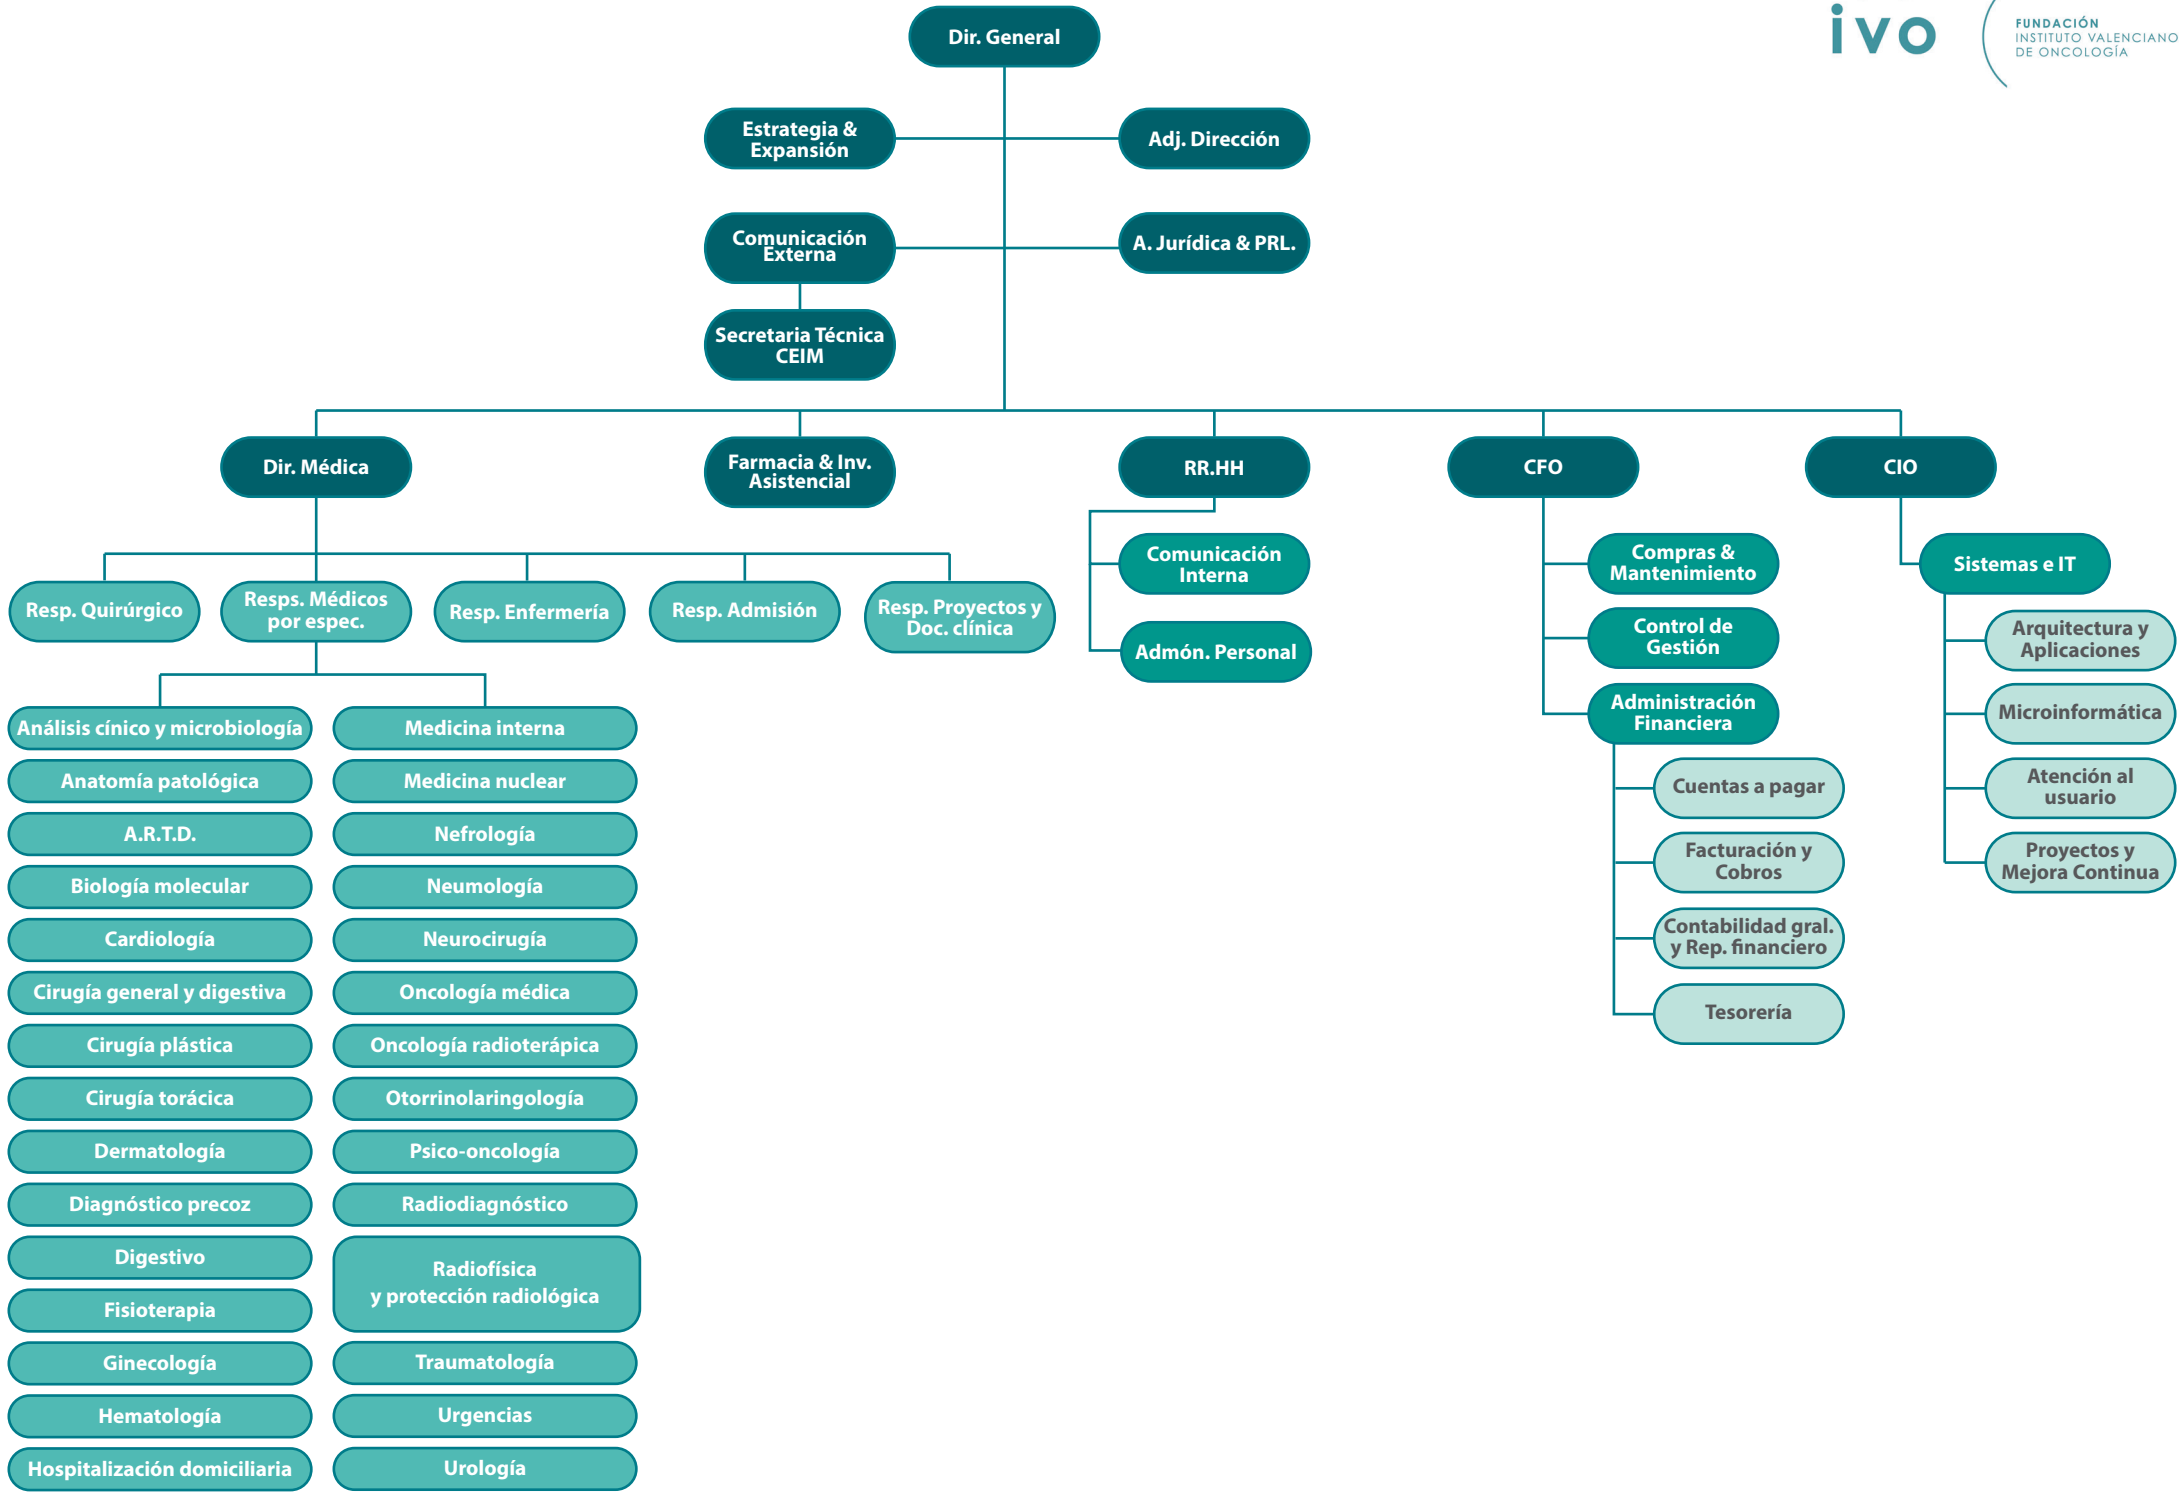 Dir. General
ivo
FUNDACIÓN
INSTITUTO VALENCIANO
DE ONCOLOGÍA
Estrategia &
Expansión
Adj. Dirección
Comunicación
Externa
A. Jurídica & PRL.
Secretaria Técnica
CEIM
Dir. Médica
Farmacia & Inv.
Asistencial
RR.HH
CFO
CIO
Resp. Quirúrgico
Resps. Médicos
por espec.
Resp. Enfermería
Resp. Admisión
Resp. Proyectos y
Doc. clínica
Comunicación
Interna
Admón. Personal
Compras &
Mantenimiento
Control de
Gestión
Administración
Financiera
Cuentas a pagar
Facturación y
Cobros
Contabilidad gral.
y Rep. financiero
Tesorería
Sistemas e IT
Arquitectura y
Aplicaciones
Microinformática
Atención al
usuario
Proyectos y
Mejora Continua
Análisis cínico y microbiología
Anatomía patológica
A.R.T.D.
Biología molecular
Cardiología
Cirugía general y digestiva
Cirugía plástica
Cirugía torácica
Dermatología
Diagnóstico precoz
Digestivo
Fisioterapia
Ginecología
Hematología
Hospitalización domiciliaria
Medicina interna
Medicina nuclear
Nefrología
Neumología
Neurocirugía
Oncología médica
Oncología radioterápica
Otorrinolaringología
Psico-oncología
Radiodiagnóstico
Radiofísica
y protección radiológica
Traumatología
Urgencias
Urología